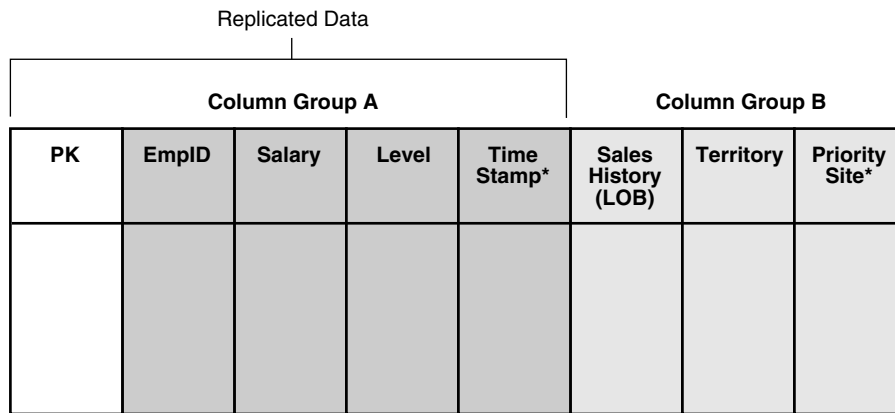 Replicated Data
Column Group A Column Group B
PK EmpID Salary Level Time Sales Territory Priority
Stamp* History Site*
(LOB)